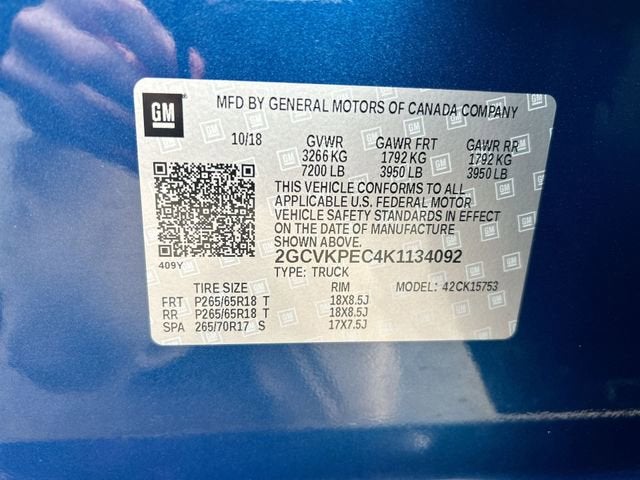 GM
MFD BY GENERAL MOTORS OF CANADA COMPANY
10/18 GVWR GAWR FRT GAWR RR
3266 KG 1792 KG 1792 KG
7200 LB 3950 LB 3950 LB
THIS VEHICLE CONFORMS TO ALL
APPLICABLE U.S. FEDERAL MOTOR
VEHICLE SAFETY STANDARDS IN EFFECT
ON THE DATE OF MANUFACTURE
SHOWN ABOVE.
409Y
2GCVKPEC4K1134092
TYPE: TRUCK
TIRE SIZE RIM MODEL: 42CK15753
FRT P265/65R18 T 18X8.5J
RR P265/65R18 T 18X8.5J
SPA 265/70R17 S 17X7.5J